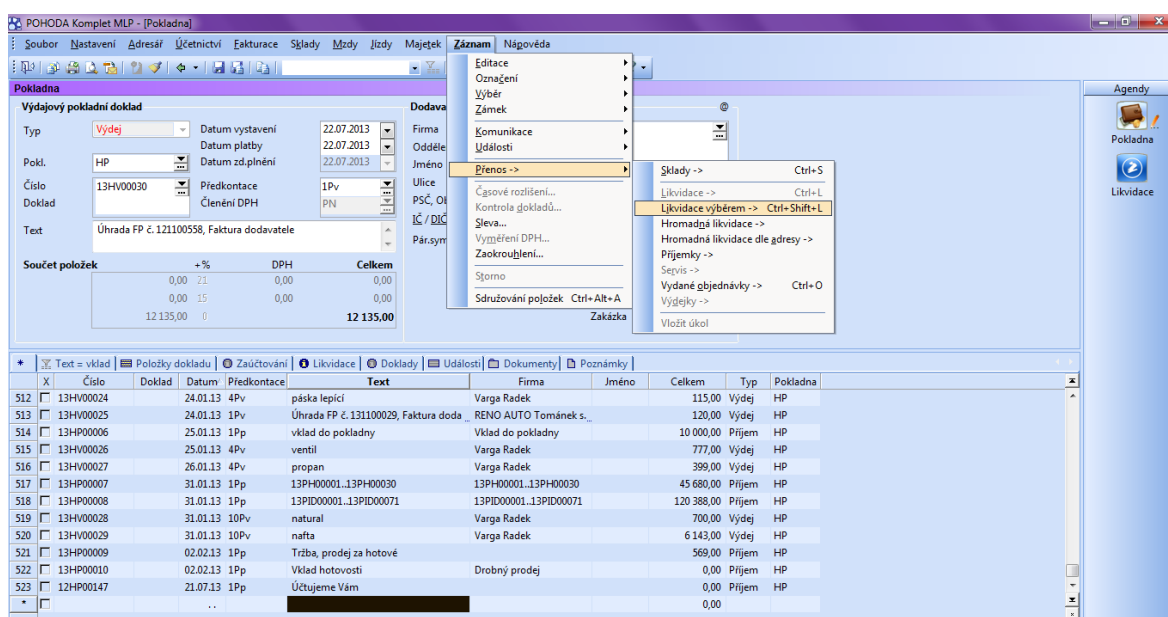 POHODA Komplet MLP - [Pokladna]
Soubor Nastavení Adresář Účetnictví Fakturace Sklady Mzdy Jízdy Majetek Záznam Nápověda
Pokladna
Agendy
Pokladna
Likvidace
Výdajový pokladní doklad
Typ Výdej Datum vystavení 22.07.2013
Datum platby 22.07.2013
Pokl. HP Datum zd.plnění 22.07.2013
Číslo 13HV00030 Předkontace 1Pv
Doklad Členění DPH PN
Text Úhrada FP č. 121100558, Faktura dodavatele
Součet položek +% DPH Celkem
0,00 21 0,00 0,00
0,00 15 0,00 0,00
12 135,00 0 12 135,00
Dodava @
Firma
Odděle
Jméno
Ulice
PSČ, Ob
IČ / DIČ
Pár.sym
Zakázka
Editace
Označení
Výběr
Zámek
Komunikace
Události
Přenos ->
Časové rozlišení...
Kontrola dokladů...
Sleva...
Vyměření DPH...
Zaokrouhlení...
Storno
Sdružování položek Ctrl+Alt+A
Sklady -> Ctrl+S
Likvidace -> Ctrl+L
Likvidace výběrem -> Ctrl+Shift+L
Hromadná likvidace ->
Hromadná likvidace dle adresy ->
Příjemky ->
Servis ->
Vydané objednávky -> Ctrl+O
Výdejky ->
Vložit úkol
* Text = vklad Položky dokladu Zaúčtování Likvidace Doklady Události Dokumenty Poznámky
X Číslo Doklad Datum Předkontace Text Firma Jméno Celkem Typ Pokladna
512 13HV00024 24.01.13 4Pv páska lepící Varga Radek 115,00 Výdej HP
513 13HV00025 24.01.13 1Pv Úhrada FP č. 131100029, Faktura doda... RENO AUTO Tománek s... 120,00 Výdej HP
514 13HP00006 25.01.13 1Pp vklad do pokladny Vklad do pokladny 10 000,00 Příjem HP
515 13HV00026 25.01.13 4Pv ventil Varga Radek 777,00 Výdej HP
516 13HV00027 26.01.13 4Pv propan Varga Radek 399,00 Výdej HP
517 13HP00007 31.01.13 1Pp 13PH00001..13PH00030 13PH00001..13PH00030 45 680,00 Příjem HP
518 13HP00008 31.01.13 1Pp 13PID00001..13PID00071 13PID00001..13PID00071 120 388,00 Příjem HP
519 13HV00028 31.01.13 10Pv natural Varga Radek 700,00 Výdej HP
520 13HV00029 31.01.13 10Pv nafta Varga Radek 6 143,00 Výdej HP
521 13HP00009 02.02.13 1Pp Tržba, prodej za hotové 569,00 Příjem HP
522 13HP00010 02.02.13 1Pp Vklad hotovosti Drobný prodej 0,00 Příjem HP
523 12HP00147 21.07.13 1Pp Účtujeme Vám 0,00 Příjem HP
* . . 0,00